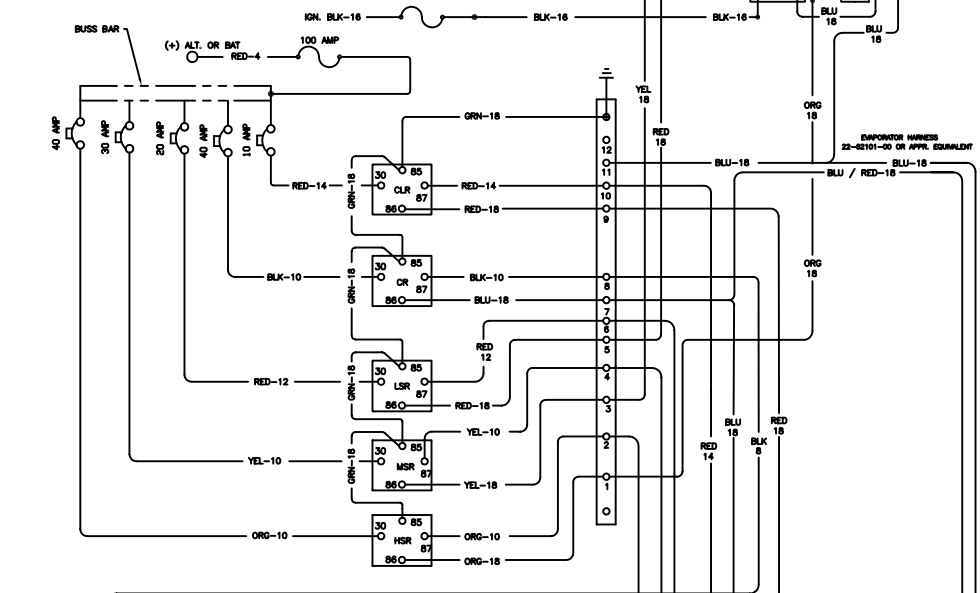 IGN. BLK-16
BLK-16
BLK-16
BLU
18
BLU
18
BUSS BAR
(+) ALT. OR BAT
RED-4
100 AMP
YEL
18
ORG
18
40 AMP
30 AMP
20 AMP
40 AMP
10 AMP
GRN-18
RED
18
EVAPORATOR HARNESS
22-62101-00 OR APPR. EQUIVALENT
12
BLU-18
BLU-18
11
BLU / RED-18
RED-14
GRN-18
30
85
CLR
87
86
RED-14
10
RED-18
9
ORG
18
BLK-10
GRN-18
30
85
CR
87
86
BLK-10
8
BLU-18
7
6
RED
12
5
RED-12
GRN-18
30
85
LSR
87
86
4
RED-18
3
YEL-10
BLU
18
RED
18
BLK
8
RED
14
2
YEL-10
GRN-18
30
85
MSR
87
86
YEL-18
1
ORG-10
30
85
HSR
87
86
ORG-10
ORG-18